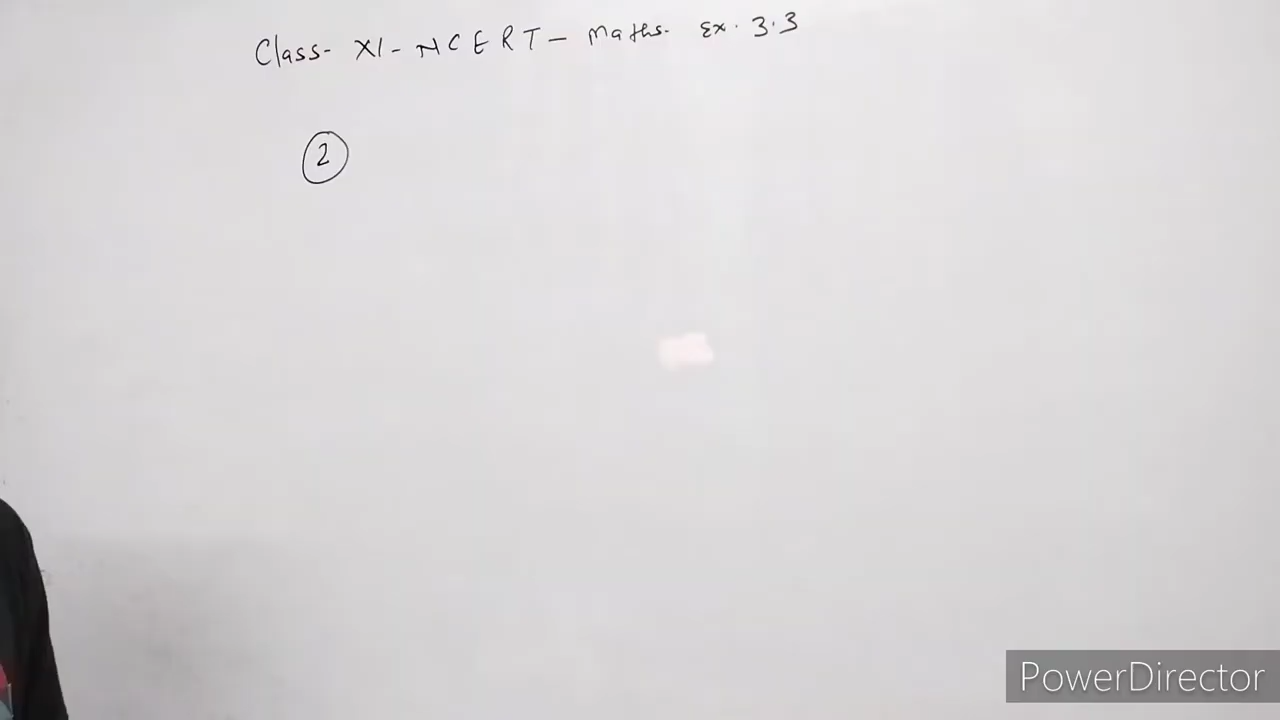 Class- XI- NCERT- Maths. Ex. 3.3
2
PowerDirector